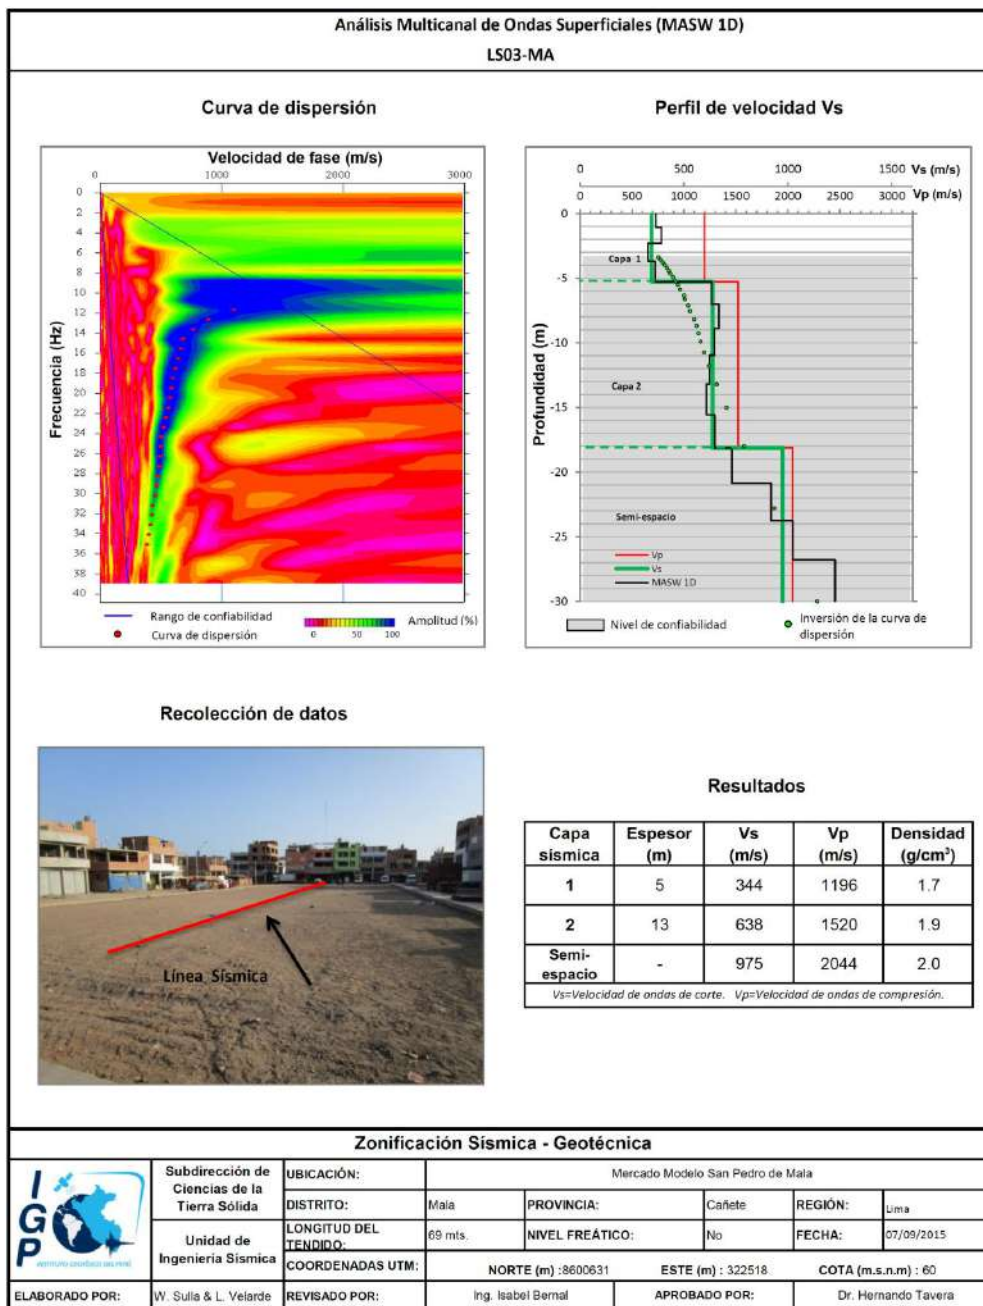 Análisis Multicanal de Ondas Superficiales (MASW 1D)
LS03-MA
Curva de dispersión
Velocidad de fase (m/s)
0 1000 2000 3000
Frecuencia (Hz)
0
2
4
6
8
10
12
14
16
18
20
22
24
26
28
30
32
34
36
38
40
Rango de confiabilidad
Curva de dispersión
Amplitud (%)
0 50 100
Perfil de velocidad Vs
0 500 1000 1500 Vs (m/s)
0 500 1000 1500 2000 2500 3000 Vp (m/s)
Profundidad (m)
0
-5
-10
-15
-20
-25
-30
Capa 1
Capa 2
Semi-espacio
Vp
Vs
MASW 1D
Nivel de confiabilidad
Inversión de la curva de
dispersión
Recolección de datos
Línea Sísmica
Resultados
Capa sismica Espesor (m) Vs (m/s) Vp (m/s) Densidad (g/cm³)
1 5 344 1196 1.7
2 13 638 1520 1.9
Semi-espacio - 975 2044 2.0
Vs=Velocidad de ondas de corte. Vp=Velocidad de ondas de compresión.
Zonificación Sísmica - Geotécnica
IGP
INSTITUTO GEOFÍSICO DEL PERÚ
Subdirección de
Ciencias de la
Tierra Sólida
Unidad de
Ingeniería Sísmica
UBICACIÓN: Mercado Modelo San Pedro de Mala
DISTRITO: Mala PROVINCIA: Cañete REGIÓN: Lima
LONGITUD DEL TENDIDO: 69 mts. NIVEL FREÁTICO: No FECHA: 07/09/2015
COORDENADAS UTM: NORTE (m) :8600631 ESTE (m) : 322518 COTA (m.s.n.m) : 60
ELABORADO POR: W. Sulla & L. Velarde REVISADO POR: Ing. Isabel Bernal APROBADO POR: Dr. Hernando Tavera